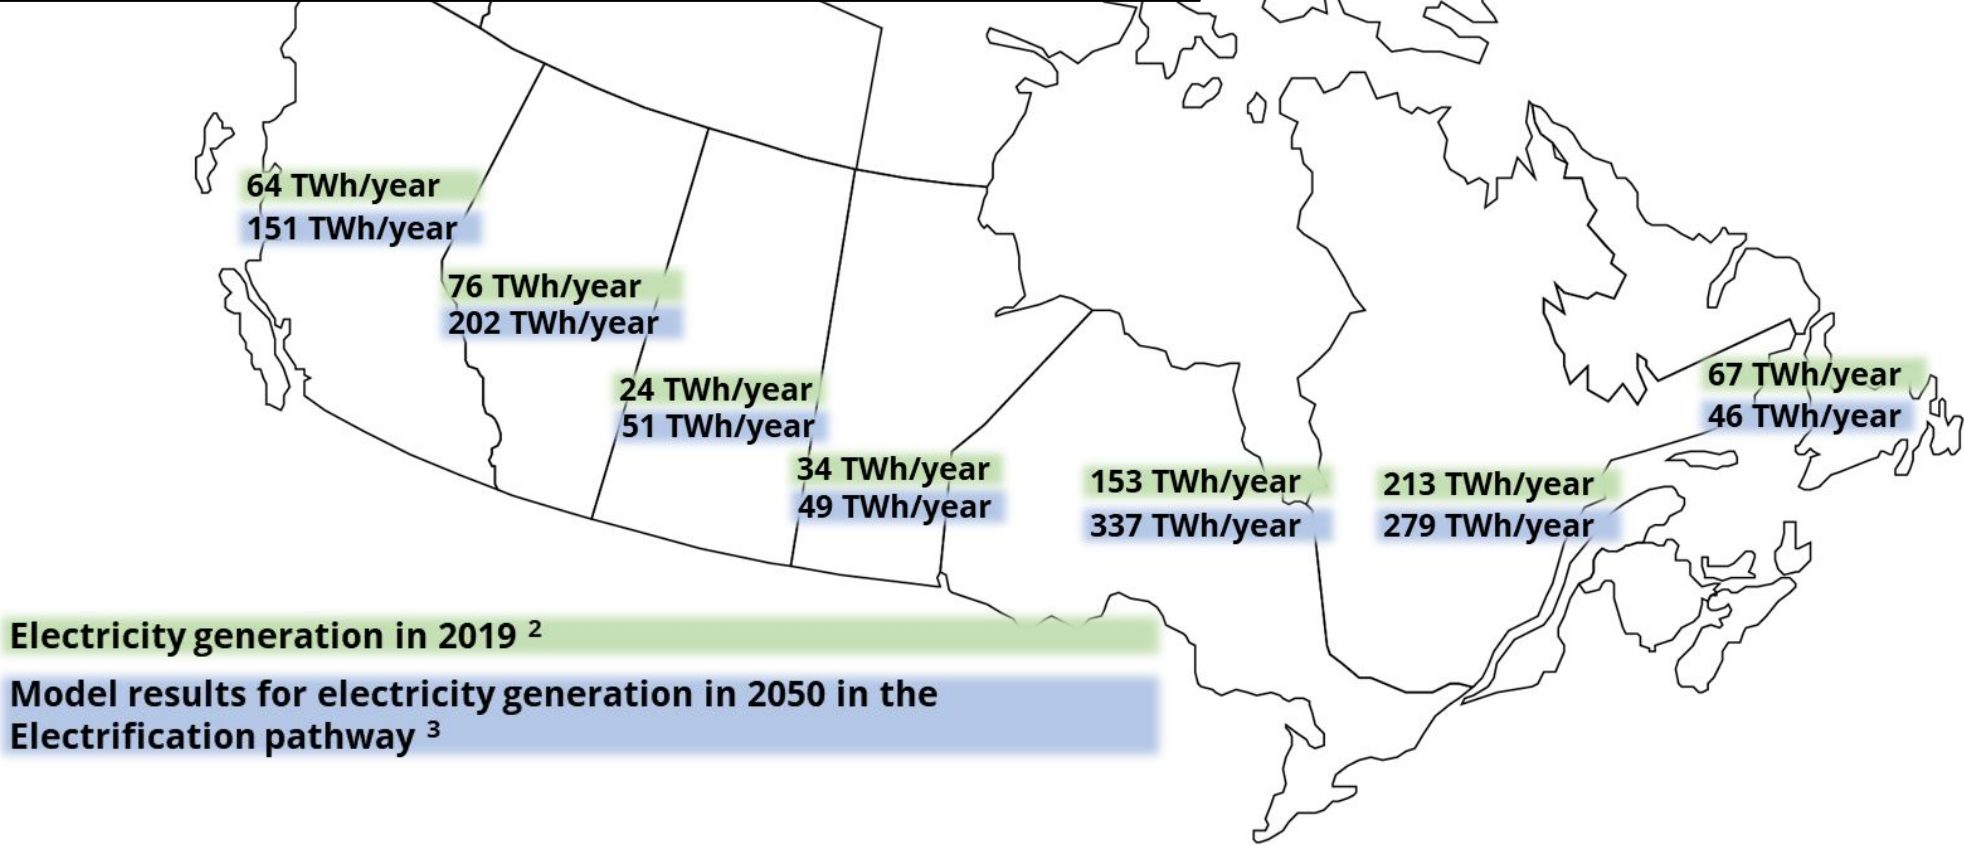 64 TWh/year
151 TWh/year
76 TWh/year
202 TWh/year
24 TWh/year
51 TWh/year
34 TWh/year
49 TWh/year
153 TWh/year
337 TWh/year
213 TWh/year
279 TWh/year
67 TWh/year
46 TWh/year
Electricity generation in 2019 ²
Model results for electricity generation in 2050 in the
Electrification pathway ³